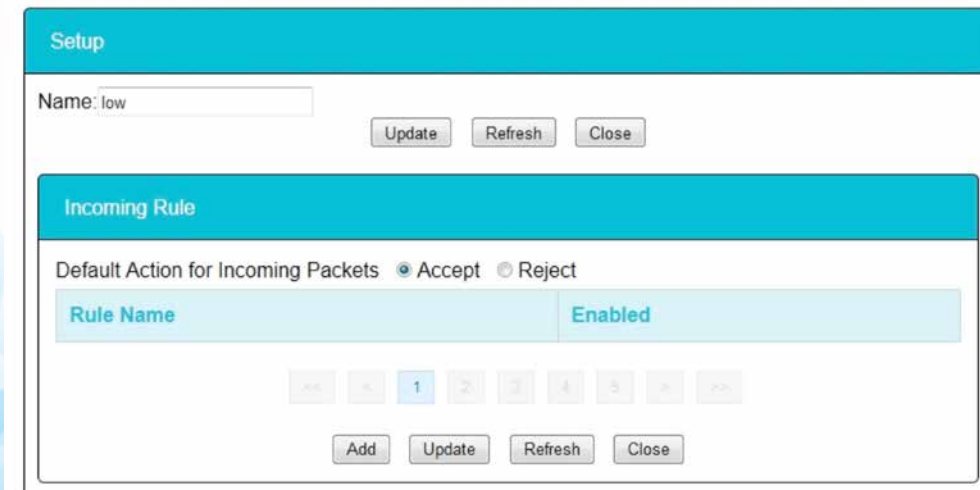 Setup
Name: low
Update Refresh Close
Incoming Rule
Default Action for Incoming Packets Accept Reject
Rule Name Enabled
<< < 1 2 3 4 5 > >>
Add Update Refresh Close